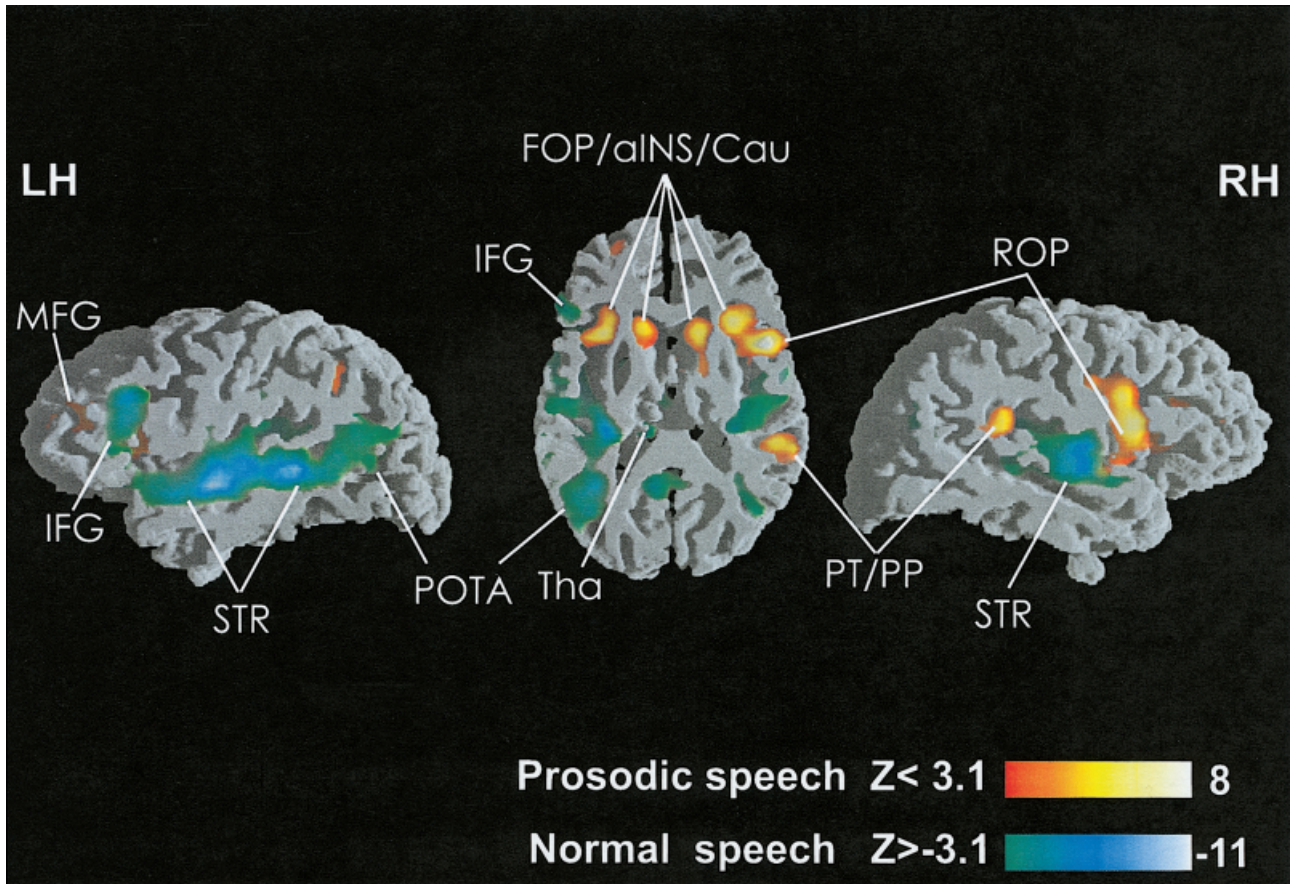 FOP/aINS/Cau
LH
RH
IFG
ROP
MFG
IFG
STR
POTA
Tha
PT/PP
STR
Prosodic speech Z< 3.1
8
Normal speech Z>-3.1
-11